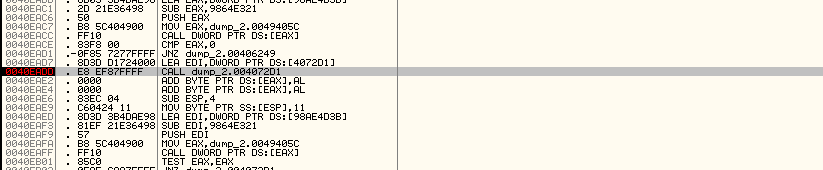 0040EAC1 . 2D 21E36498 SUB EAX,9864E321
0040EAC6 . 50 PUSH EAX
0040EAC7 . B8 5C404900 MOV EAX,dump_2.0049405C
0040EACC . FF10 CALL DWORD PTR DS:[EAX]
0040EACE . 83F8 00 CMP EAX,0
0040EAD1 .-0F85 7277FFFF JNZ dump_2.00406249
0040EAD7 . 8D3D D1724000 LEA EDI,DWORD PTR DS:[4072D1]
0040EADD . E8 EF87FFFF CALL dump_2.004072D1
0040EAE2 . 0000 ADD BYTE PTR DS:[EAX],AL
0040EAE4 . 0000 ADD BYTE PTR DS:[EAX],AL
0040EAE6 . 83EC 04 SUB ESP,4
0040EAE9 . C60424 11 MOV BYTE PTR SS:[ESP],11
0040EAED . 8D3D 3B4DAE98 LEA EDI,DWORD PTR DS:[98AE4D3B]
0040EAF3 . 81EF 21E36498 SUB EDI,9864E321
0040EAF9 . 57 PUSH EDI
0040EAFA . B8 5C404900 MOV EAX,dump_2.0049405C
0040EAFF . FF10 CALL DWORD PTR DS:[EAX]
0040EB01 . 85C0 TEST EAX,EAX